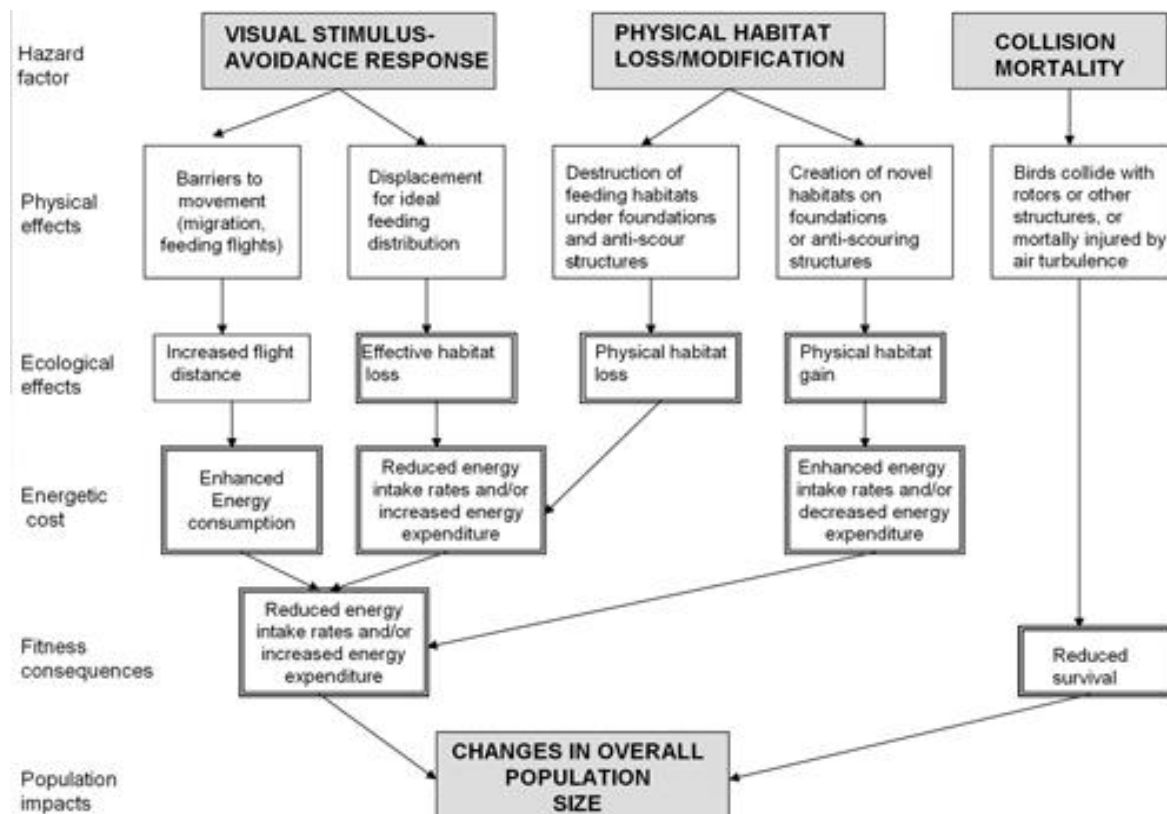 Hazard
factor
VISUAL STIMULUS-
AVOIDANCE RESPONSE
PHYSICAL HABITAT
LOSS/MODIFICATION
COLLISION
MORTALITY
Physical
effects
Barriers to
movement
(migration,
feeding flights)
Displacement
for ideal
feeding
distribution
Destruction of
feeding habitats
under foundations
and anti-scour
structures
Creation of novel
habitats on
foundations
or anti-scouring
structures
Birds collide with
rotors or other
structures, or
mortally injured by
air turbulence
Ecological
effects
Increased flight
distance
Effective habitat
loss
Physical habitat
loss
Physical habitat
gain
Energetic
cost
Enhanced
Energy
consumption
Reduced energy
intake rates and/or
increased energy
expenditure
Enhanced energy
intake rates and/or
decreased energy
expenditure
Fitness
consequences
Reduced energy
intake rates and/or
increased energy
expenditure
Reduced
survival
Population
impacts
CHANGES IN OVERALL
POPULATION
SIZE